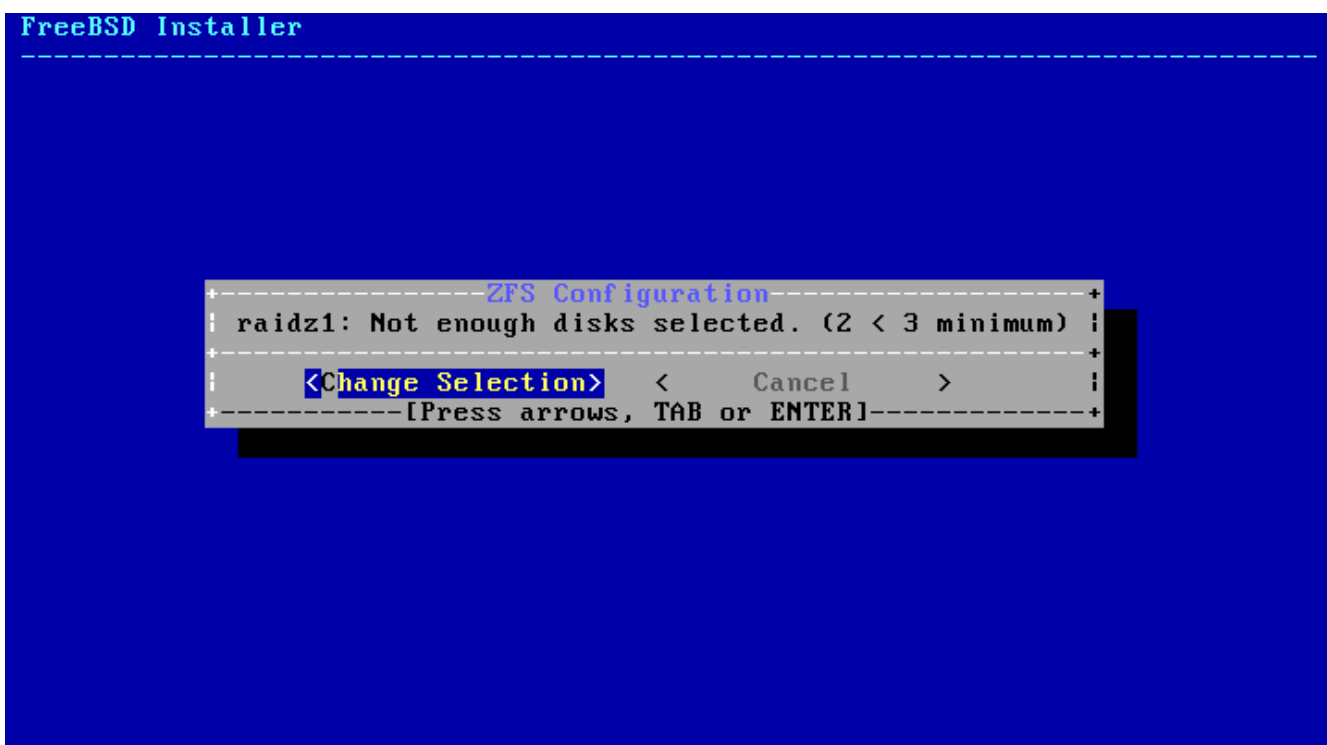 FreeBSD Installer
ZFS Configuration
raidz1: Not enough disks selected. (2 < 3 minimum)
<Change Selection> < Cancel >
[Press arrows, TAB or ENTER]